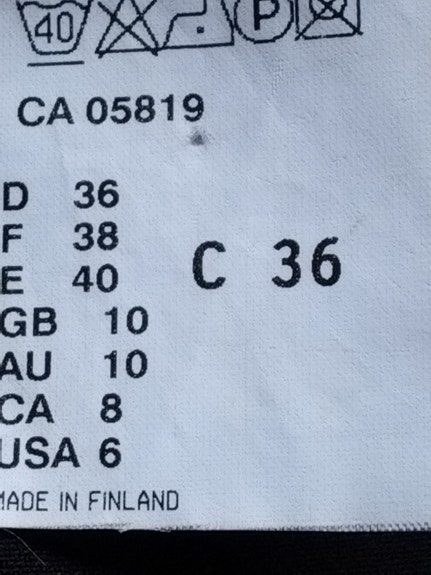 40 P
CA 05819
D 36
F 38
E 40
C 36
GB 10
AU 10
CA 8
USA 6
MADE IN FINLAND